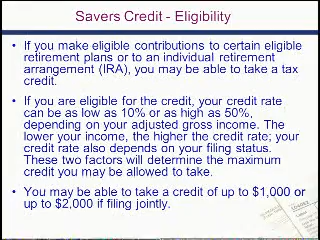 Savers Credit - Eligibility
• If you make eligible contributions to certain eligible
retirement plans or to an individual retirement
arrangement (IRA), you may be able to take a tax
credit.
• If you are eligible for the credit, your credit rate
can be as low as 10% or as high as 50%,
depending on your adjusted gross income. The
lower your income, the higher the credit rate; your
credit rate also depends on your filing status.
These two factors will determine the maximum
credit you may be allowed to take.
• You may be able to take a credit of up to $1,000 or
up to $2,000 if filing jointly.